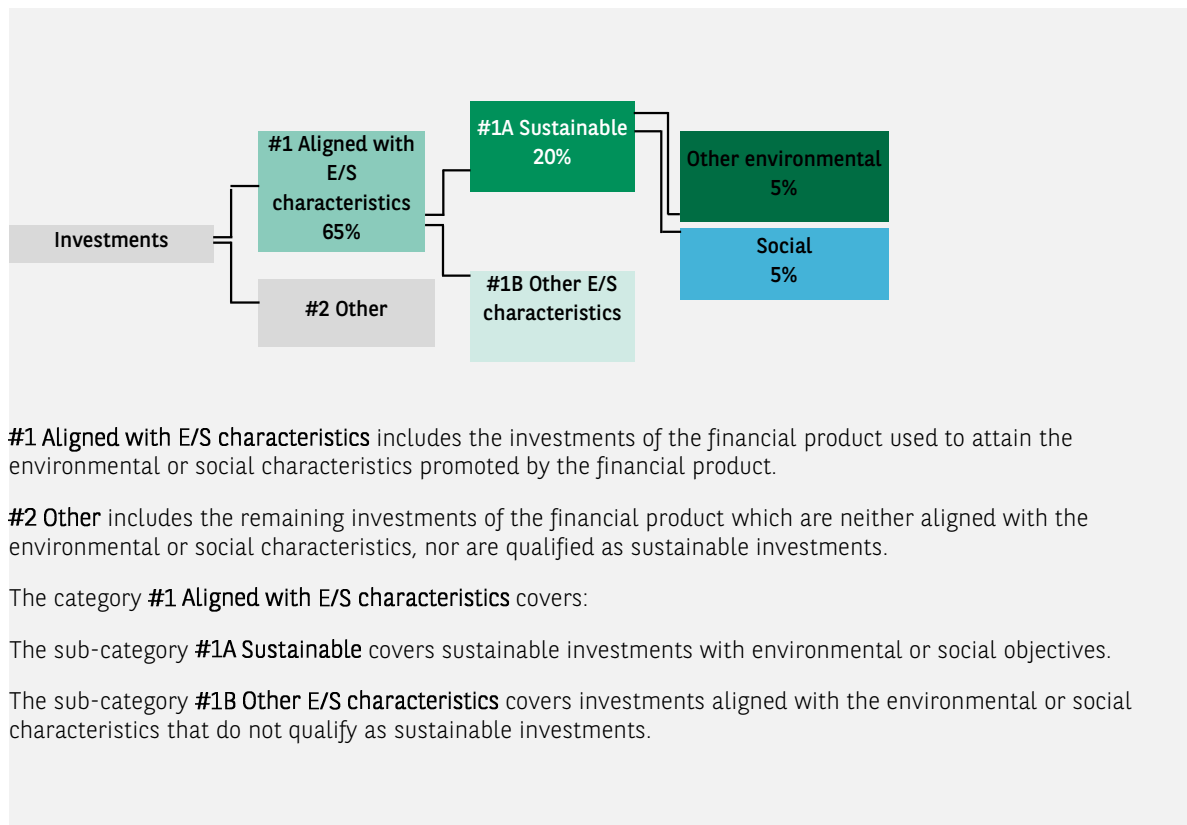 #1A Sustainable
20%
#1 Aligned with
E/S
characteristics
65%
Other environmental
5%
Investments
Social
5%
#1B Other E/S
characteristics
#2 Other
#1 Aligned with E/S characteristics includes the investments of the financial product used to attain the
environmental or social characteristics promoted by the financial product.
#2 Other includes the remaining investments of the financial product which are neither aligned with the
environmental or social characteristics, nor are qualified as sustainable investments.
The category #1 Aligned with E/S characteristics covers:
The sub-category #1A Sustainable covers sustainable investments with environmental or social objectives.
The sub-category #1B Other E/S characteristics covers investments aligned with the environmental or social
characteristics that do not qualify as sustainable investments.